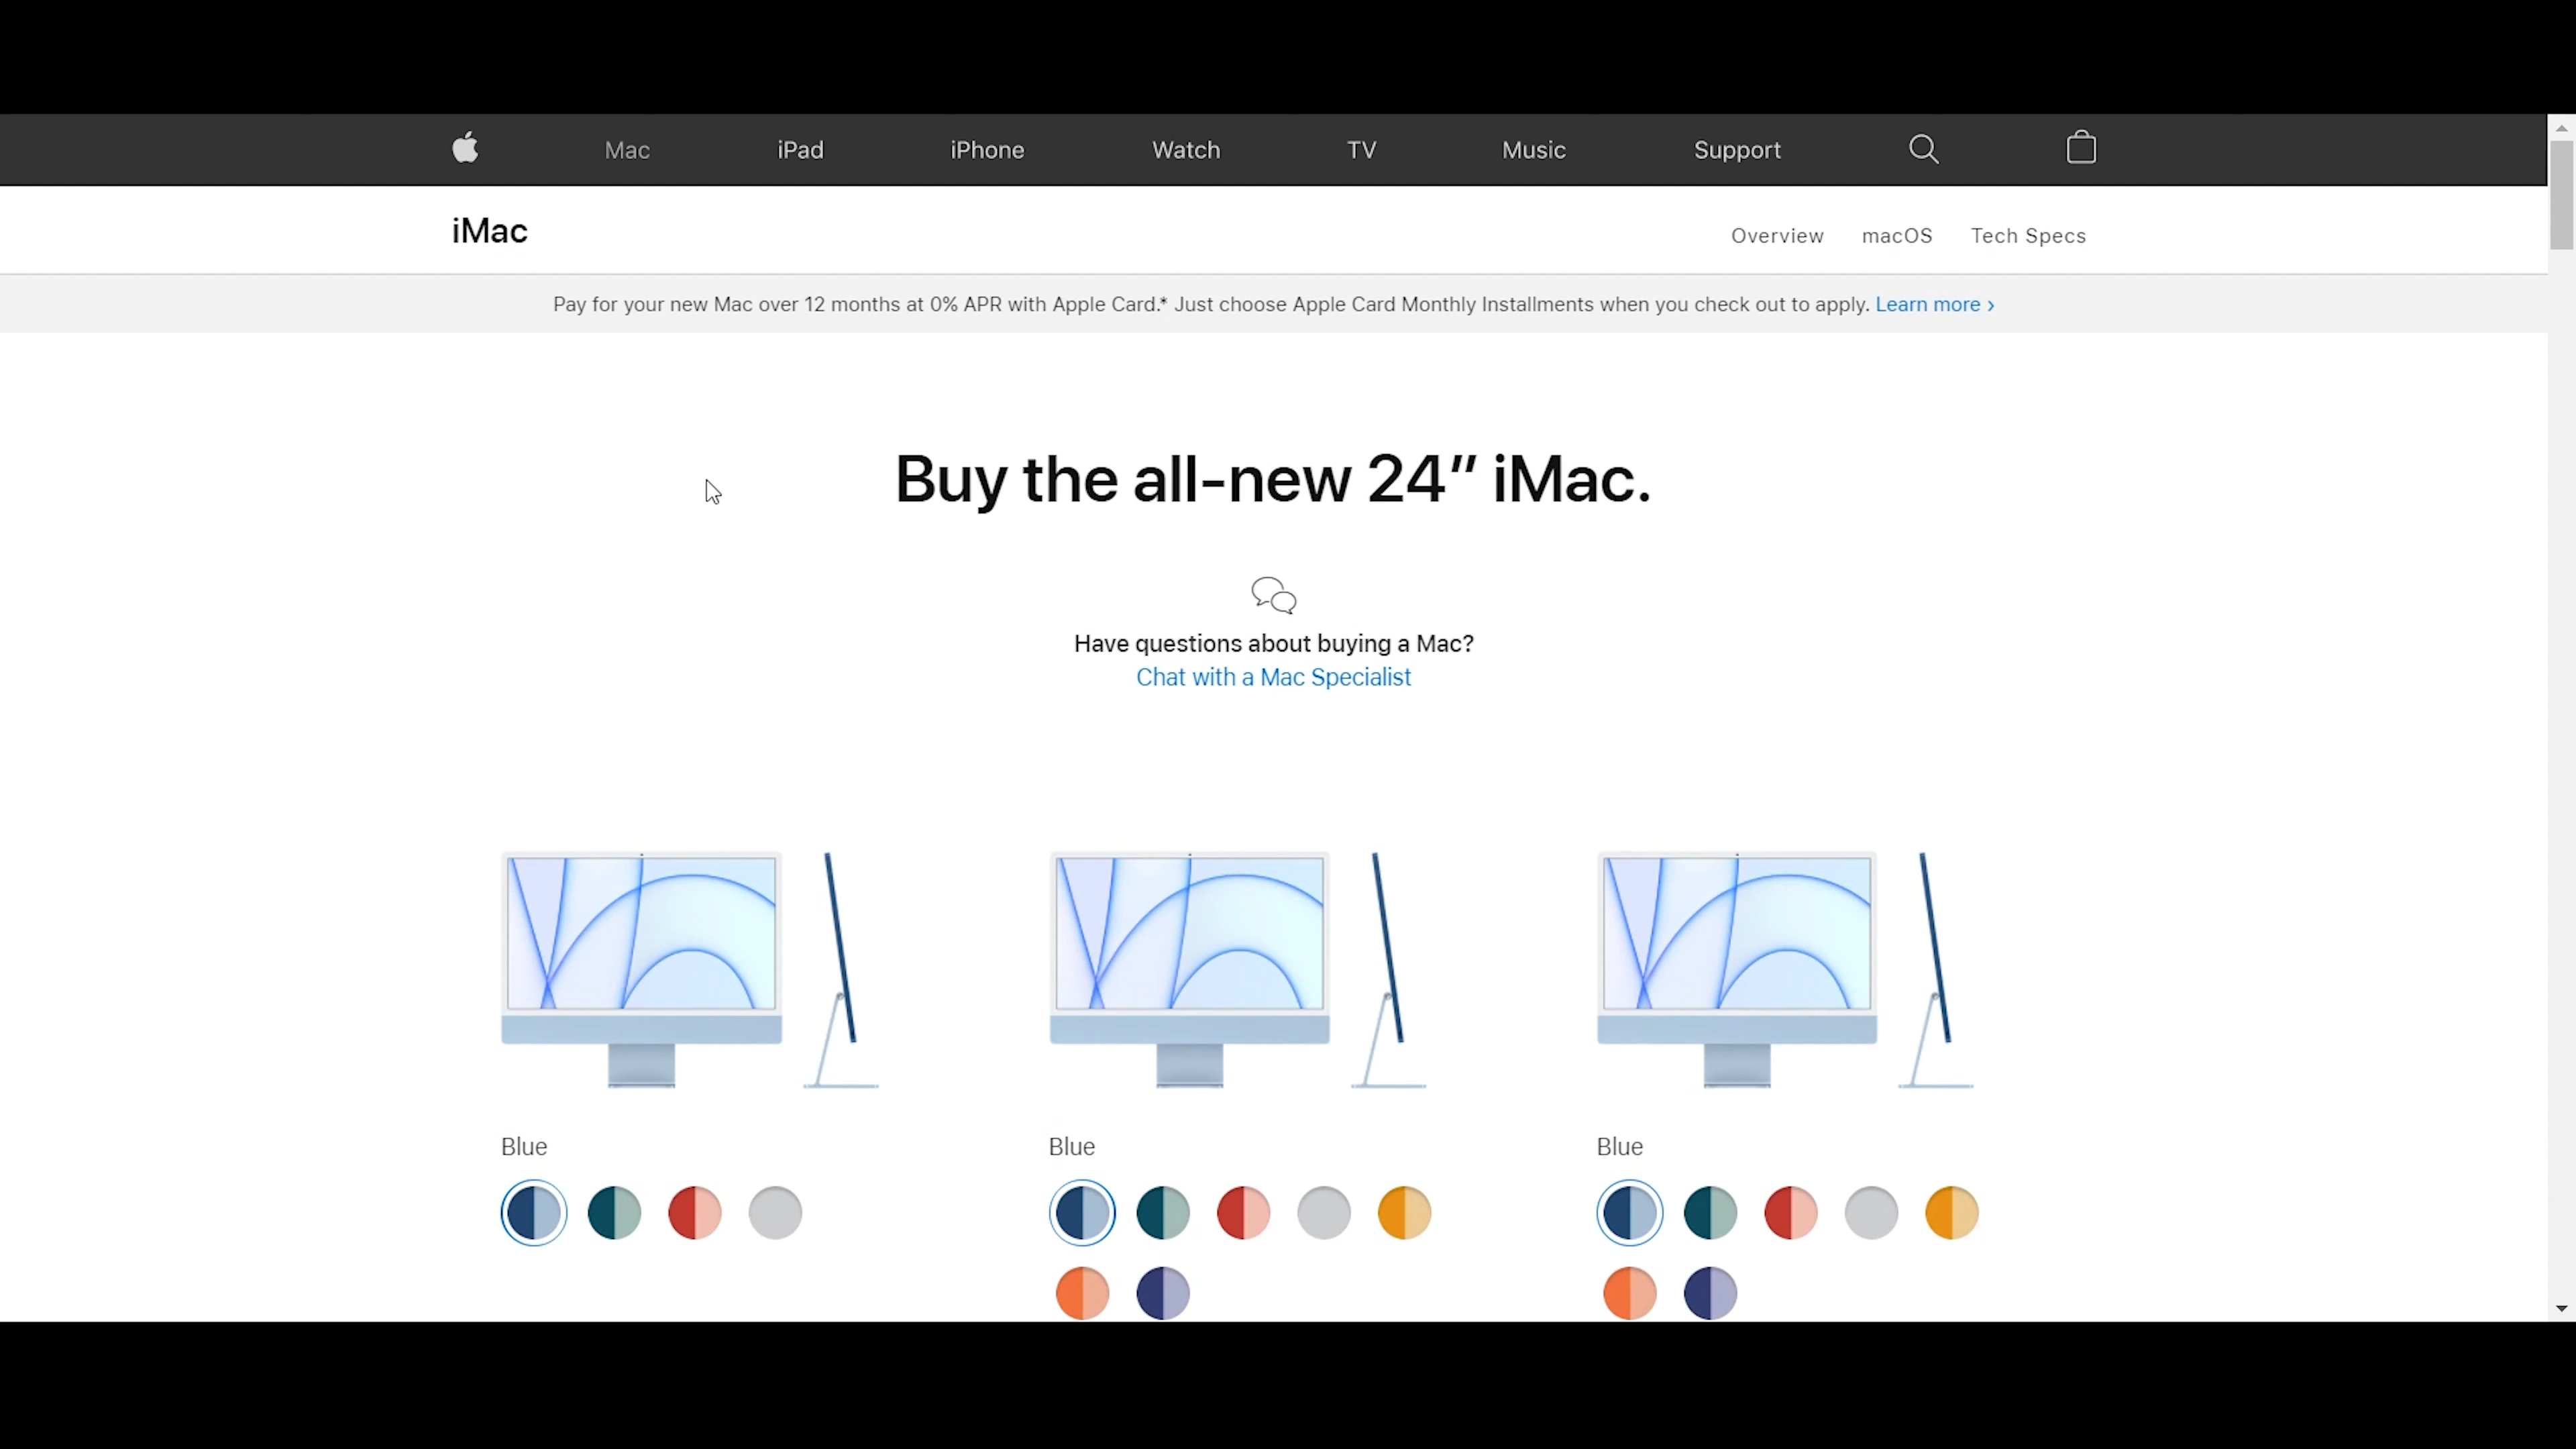 Mac iPad iPhone Watch TV Music Support
iMac
Overview macOS Tech Specs
Pay for your new Mac over 12 months at 0% APR with Apple Card.* Just choose Apple Card Monthly Installments when you check out to apply. Learn more ›
Buy the all-new 24″ iMac.
Have questions about buying a Mac?
Chat with a Mac Specialist
Blue
Blue
Blue